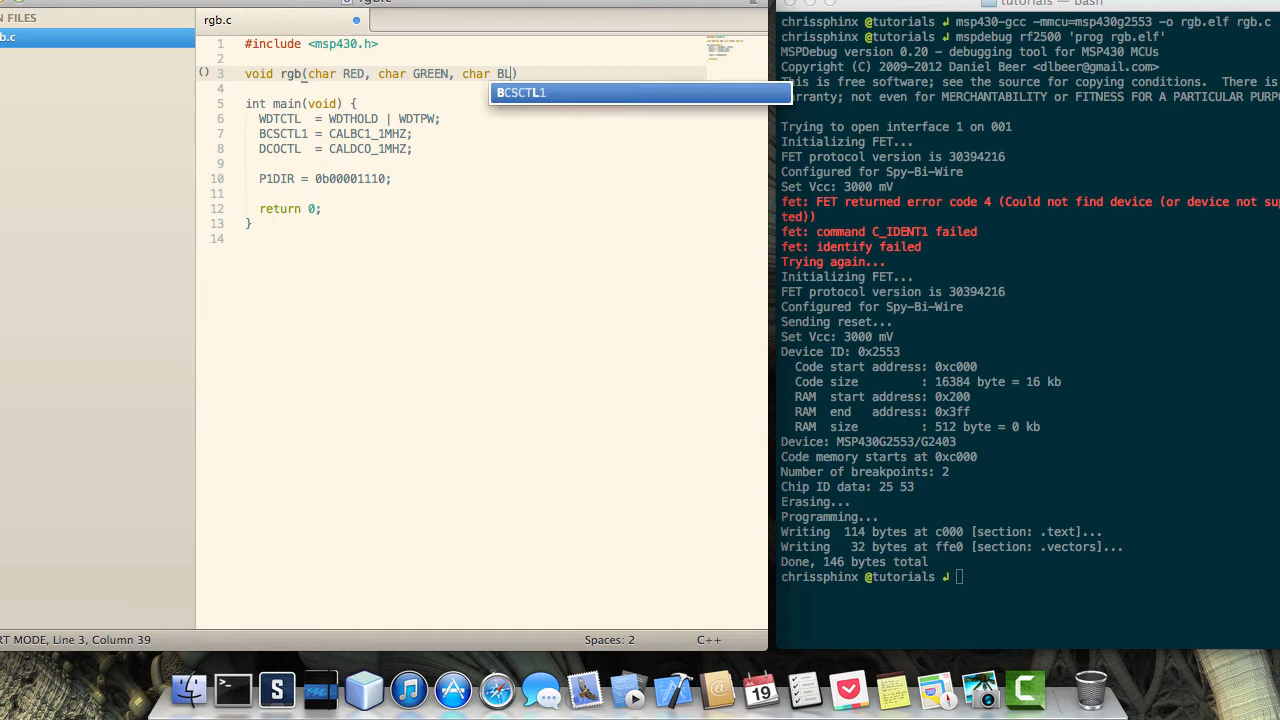 rgb.c
tutorials — bash
N FILES
b.c
rgb.c
1 #include <msp430.h>
2
3 void rgb(char RED, char GREEN, char BL)
BCSCTL1
4
5 int main(void) {
6 WDTCTL = WDTHOLD | WDTPW;
7 BCSCTL1 = CALBC1_1MHZ;
8 DCOCTL = CALDCO_1MHZ;
9
10 P1DIR = 0b00001110;
11
12 return 0;
13 }
14
RT MODE, Line 3, Column 39
Spaces: 2
C++
chrissphinx @tutorials ↲ msp430-gcc -mmcu=msp430g2553 -o rgb.elf rgb.c
chrissphinx @tutorials ↲ mspdebug rf2500 'prog rgb.elf'
MSPDebug version 0.20 - debugging tool for MSP430 MCUs
Copyright (C) 2009-2012 Daniel Beer <dlbeer@gmail.com>
This is free software; see the source for copying conditions. There is
arranty; not even for MERCHANTABILITY or FITNESS FOR A PARTICULAR PURP
Trying to open interface 1 on 001
Initializing FET...
FET protocol version is 30394216
Configured for Spy-Bi-Wire
Set Vcc: 3000 mV
fet: FET returned error code 4 (Could not find device (or device not sup
ted))
fet: command C_IDENT1 failed
fet: identify failed
Trying again...
Initializing FET...
FET protocol version is 30394216
Configured for Spy-Bi-Wire
Sending reset...
Set Vcc: 3000 mV
Device ID: 0x2553
Code start address: 0xc000
Code size : 16384 byte = 16 kb
RAM start address: 0x200
RAM end address: 0x3ff
RAM size : 512 byte = 0 kb
Device: MSP430G2553/G2403
Code memory starts at 0xc000
Number of breakpoints: 2
Chip ID data: 25 53
Erasing...
Programming...
Writing 114 bytes at c000 [section: .text]...
Writing 32 bytes at ffe0 [section: .vectors]...
Done, 146 bytes total
chrissphinx @tutorials ↲
JUL
19